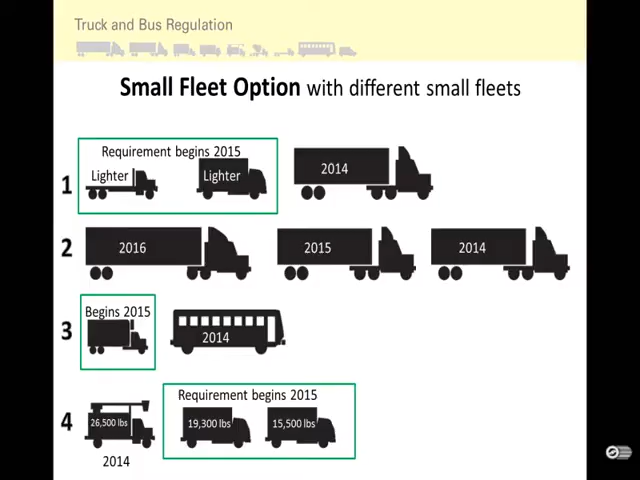 Truck and Bus Regulation
Small Fleet Option with different small fleets
Requirement begins 2015
1
Lighter
Lighter
2014
2
2016
2015
2014
3
Begins 2015
2014
Requirement begins 2015
4
26,500 lbs
19,300 lbs
15,500 lbs
2014